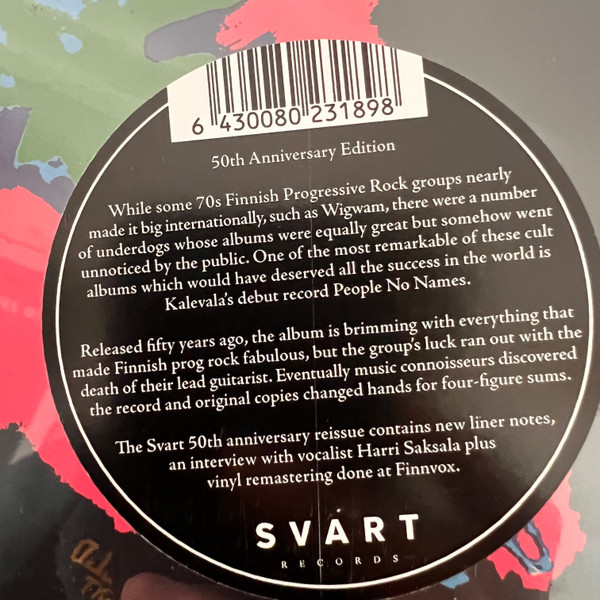 6 430080 231898
50th Anniversary Edition
While some 70s Finnish Progressive Rock groups nearly
made it big internationally, such as Wigwam, there were a number
of underdogs whose albums were equally great but somehow went
unnoticed by the public. One of the most remarkable of these cult
albums which would have deserved all the success in the world is
Kalevala's debut record People No Names.
Released fifty years ago, the album is brimming with everything that
made Finnish prog rock fabulous, but the group's luck ran out with the
death of their lead guitarist. Eventually music connoisseurs discovered
the record and original copies changed hands for four-figure sums.
The Svart 50th anniversary reissue contains new liner notes,
an interview with vocalist Harri Saksala plus
vinyl remastering done at Finnvox.
SVART
RECORDS